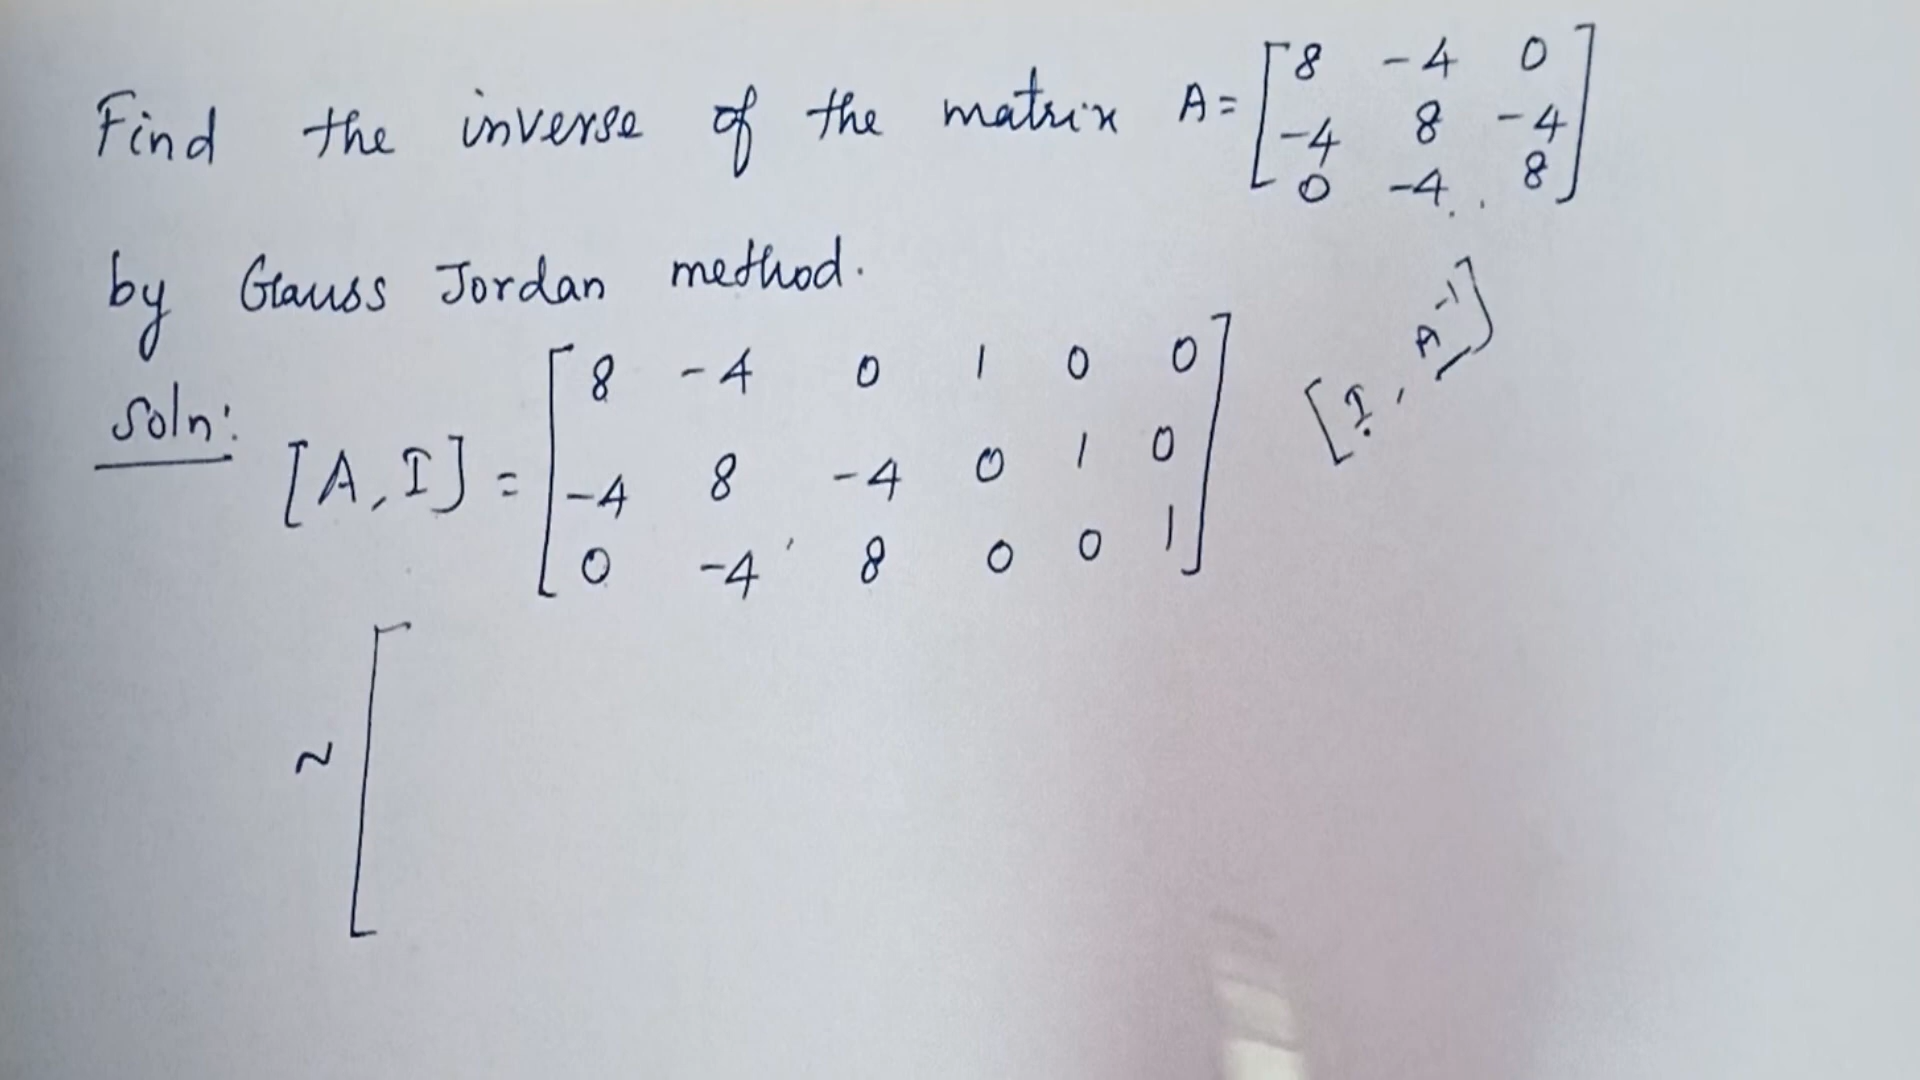 Find the inverse of the matrix A = [8 -4 0
-4 8 -4
0 -4 8]
by Gauss Jordan method.
Soln:
[A, I] = [8 -4 0 1 0 0
-4 8 -4 0 1 0
0 -4 8 0 0 1]
[I, A⁻¹]
~ [